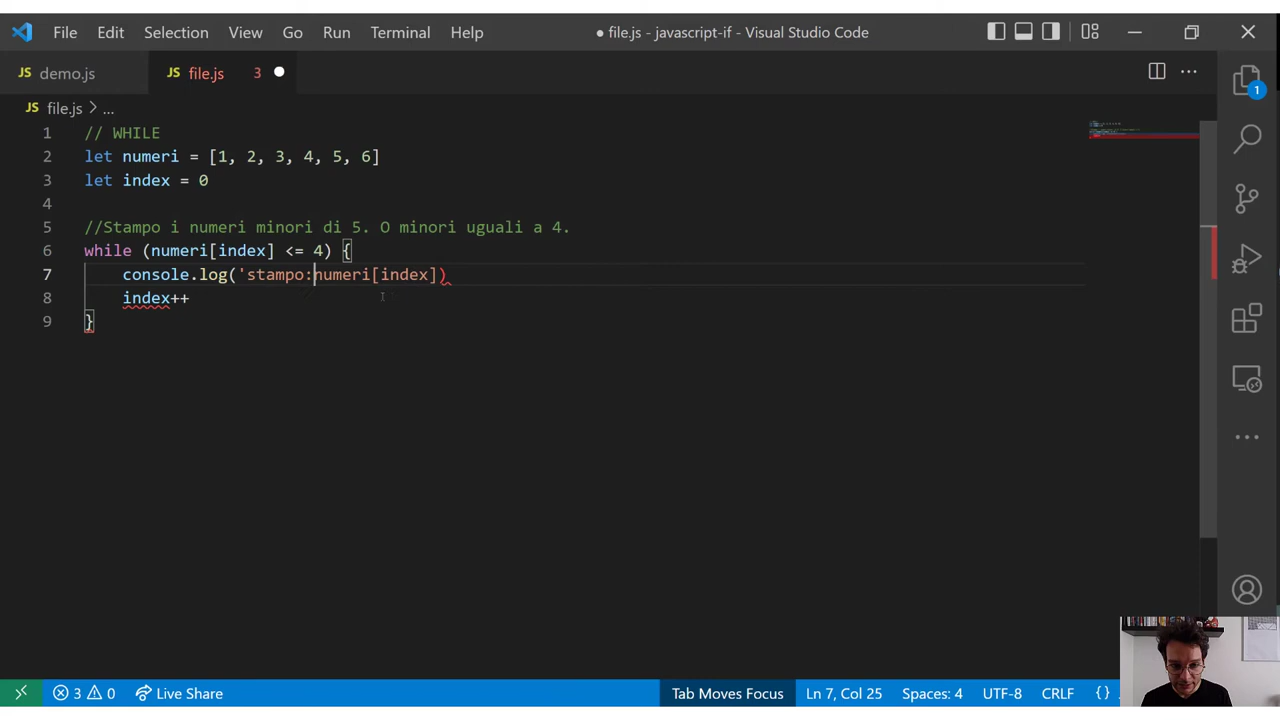 File Edit Selection View Go Run Terminal Help ● file.js - javascript-if - Visual Studio Code
JS demo.js JS file.js 3
JS file.js > ...
1 // WHILE
2 let numeri = [1, 2, 3, 4, 5, 6]
3 let index = 0
4
5 //Stampo i numeri minori di 5. O minori uguali a 4.
6 while (numeri[index] <= 4) {
7 console.log('stampo:numeri[index])
8 index++
9 }
1
3 0 Live Share Tab Moves Focus Ln 7, Col 25 Spaces: 4 UTF-8 CRLF {}